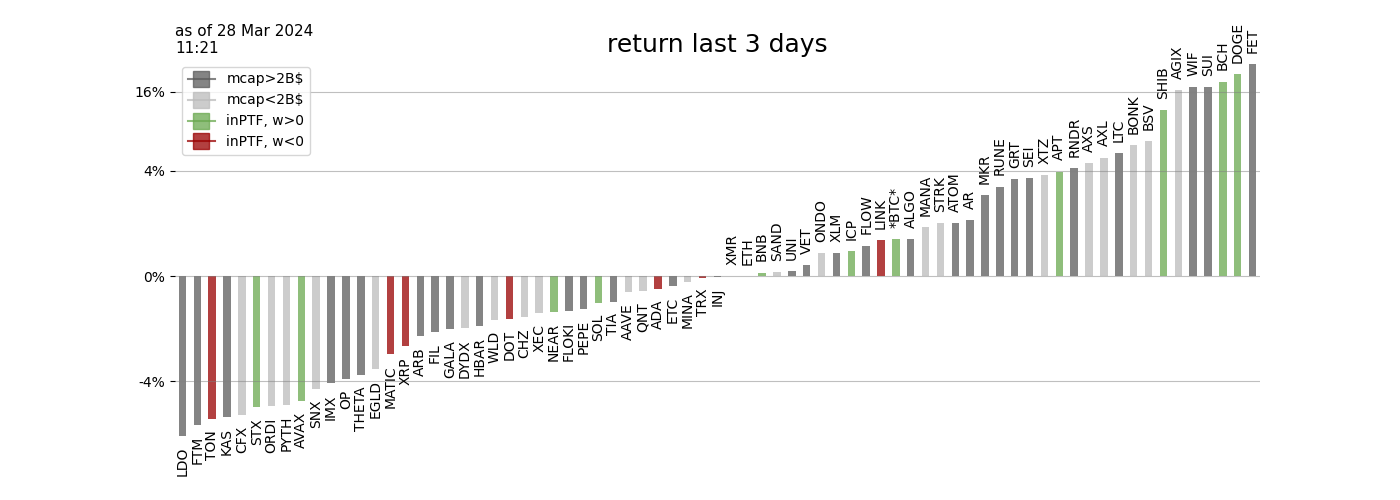 as of 28 Mar 2024
11:21
return last 3 days
mcap>2B$
mcap<2B$
inPTF, w>0
inPTF, w<0
16%
4%
0%
-4%
LDO
FTM
TON
KAS
CFX
STX
ORDI
PYTH
AVAX
SNX
IMX
OP
THETA
EGLD
MATIC
XRP
ARB
FIL
GALA
DYDX
HBAR
WLD
DOT
CHZ
XEC
NEAR
FLOKI
PEPE
SOL
TIA
AAVE
QNT
ADA
ETC
MINA
TRX
INJ
XMR
ETH
BNB
SAND
UNI
VET
ONDO
XLM
ICP
FLOW
LINK
*BTC*
ALGO
MANA
STRK
ATOM
AR
MKR
RUNE
GRT
SEI
XTZ
APT
RNDR
AXS
AXL
LTC
BONK
BSV
SHIB
AGIX
WIF
SUI
BCH
DOGE
FET